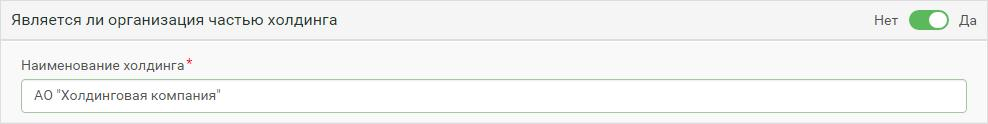 Является ли организация частью холдинга Нет Да
Наименование холдинга*
АО "Холдинговая компания"